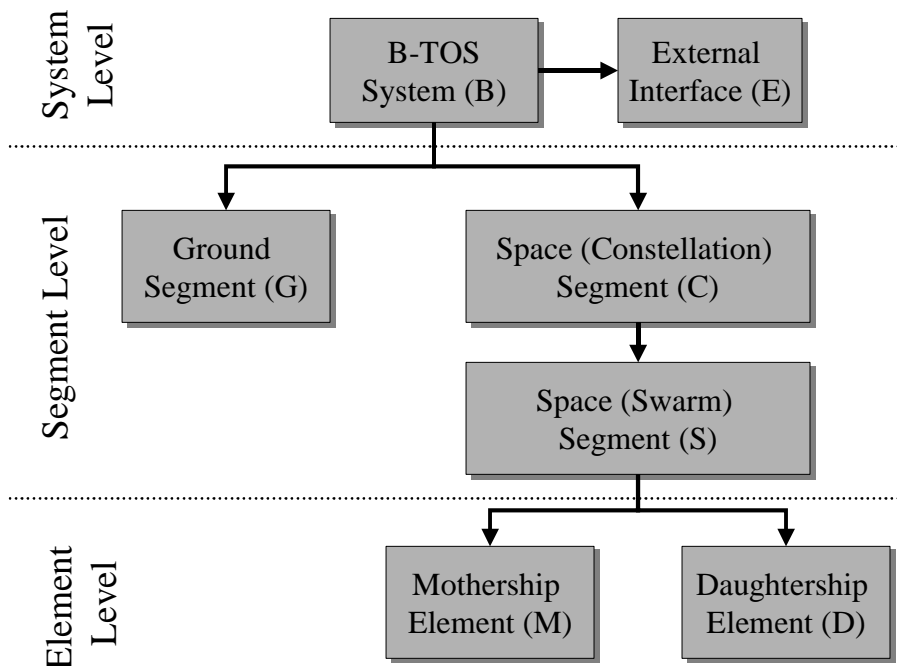 System
Level
B-TOS
System (B)
External
Interface (E)
Segment Level
Ground
Segment (G)
Space (Constellation)
Segment (C)
Space (Swarm)
Segment (S)
Element
Level
Mothership
Element (M)
Daughtership
Element (D)